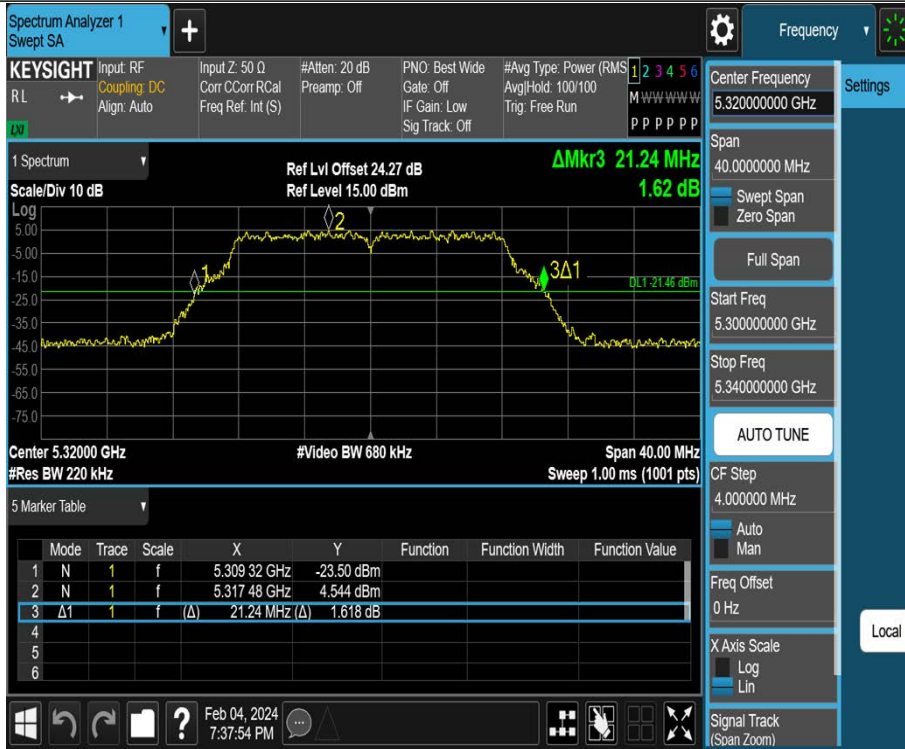 Spectrum Analyzer 1
Swept SA
+
Frequency
KEYSIGHT
RL
LXI
Input: RF
Coupling: DC
Align: Auto
Input Z: 50 Ω
Corr CCorr RCal
Freq Ref: Int (S)
#Atten: 20 dB
Preamp: Off
PNO: Best Wide
Gate: Off
IF Gain: Low
Sig Track: Off
#Avg Type: Power (RMS
Avg|Hold: 100/100
Trig: Free Run
1 2 3 4 5 6
M W W W W W
P P P P P P
1 Spectrum
Scale/Div 10 dB
Ref Lvl Offset 24.27 dB
Ref Level 15.00 dBm
ΔMkr3 21.24 MHz
1.62 dB
Log
5.00
-5.00
-15.0
-25.0
-35.0
-45.0
-55.0
-65.0
-75.0
1
2
3Δ1
DL1 -21.46 dBm
Center 5.32000 GHz
#Res BW 220 kHz
#Video BW 680 kHz
Span 40.00 MHz
Sweep 1.00 ms (1001 pts)
5 Marker Table
Mode Trace Scale X Y Function Function Width Function Value
1 N 1 f 5.309 32 GHz -23.50 dBm
2 N 1 f 5.317 48 GHz 4.544 dBm
3 Δ1 1 f (Δ) 21.24 MHz (Δ) 1.618 dB
4
5
6
?
Feb 04, 2024
7:37:54 PM
Center Frequency
5.320000000 GHz
Settings
Span
40.0000000 MHz
Swept Span
Zero Span
Full Span
Start Freq
5.300000000 GHz
Stop Freq
5.340000000 GHz
AUTO TUNE
CF Step
4.000000 MHz
Auto
Man
Freq Offset
0 Hz
Local
X Axis Scale
Log
Lin
Signal Track
(Span Zoom)